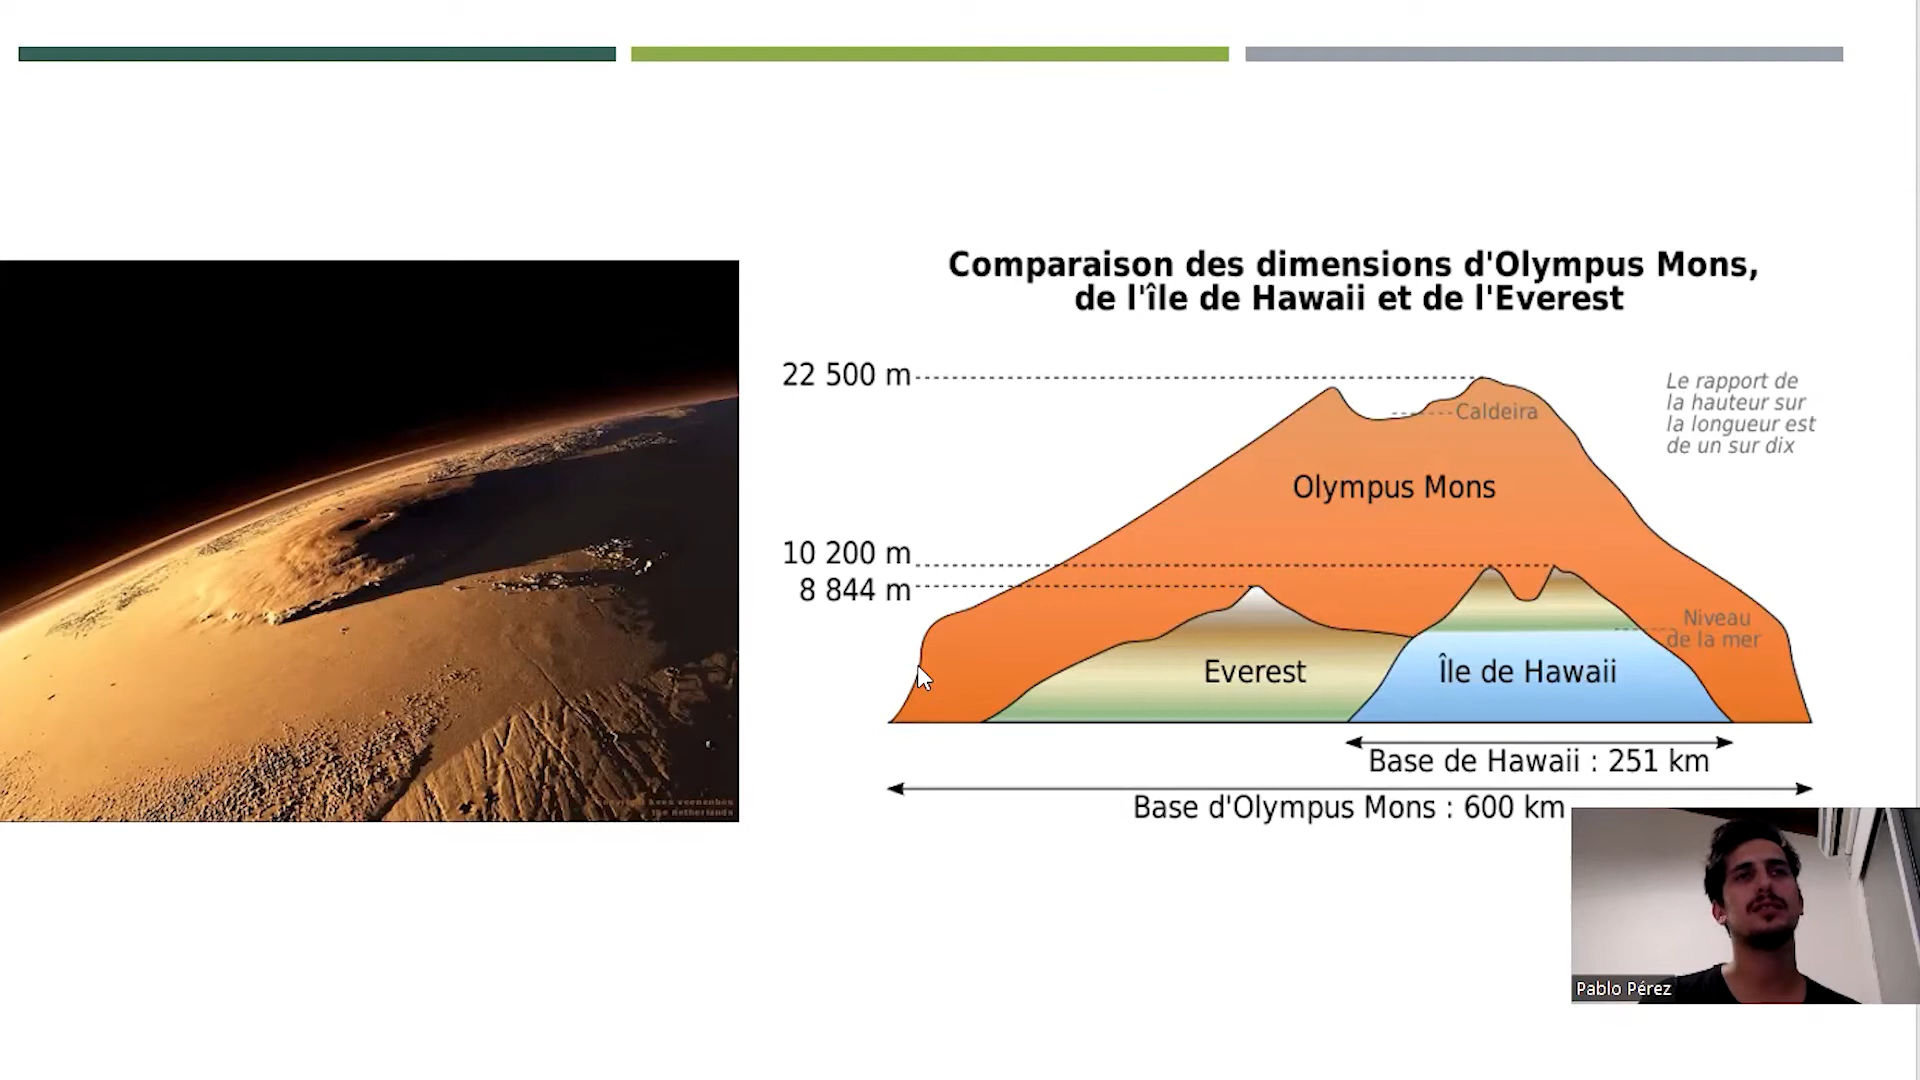 Comparaison des dimensions d'Olympus Mons,
de l'île de Hawaii et de l'Everest
22 500 m
Le rapport de
la hauteur sur
la longueur est
de un sur dix
Caldeira
Olympus Mons
10 200 m
8 844 m
Niveau
de la mer
Everest
Île de Hawaii
Base de Hawaii : 251 km
Base d'Olympus Mons : 600 km
the netherlands
Pablo Pérez